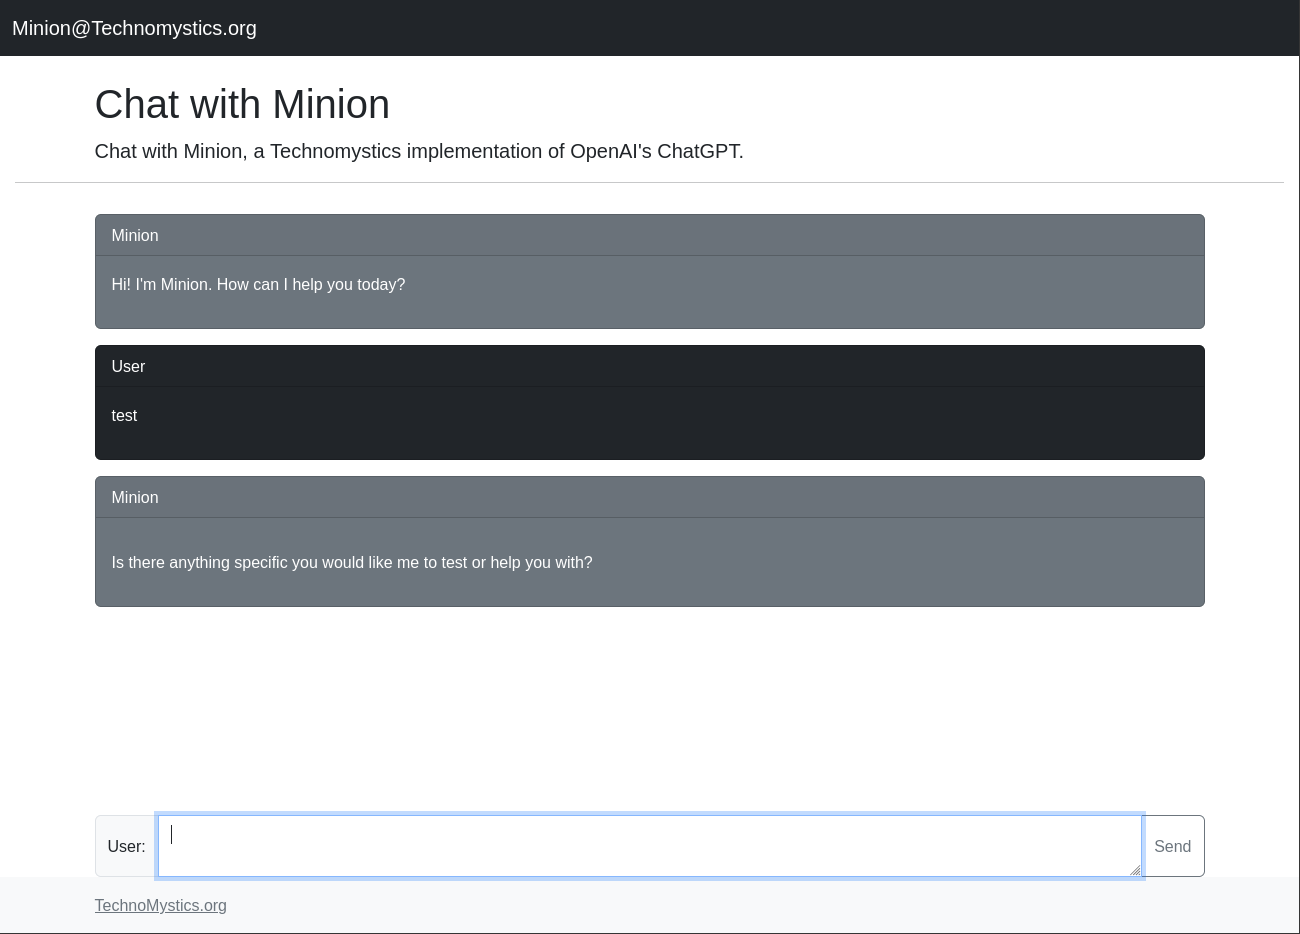 Minion@Technomystics.org
Chat with Minion
Chat with Minion, a Technomystics implementation of OpenAI's ChatGPT.
Minion
Hi! I'm Minion. How can I help you today?
User
test
Minion
Is there anything specific you would like me to test or help you with?
User:
Send
TechnoMystics.org